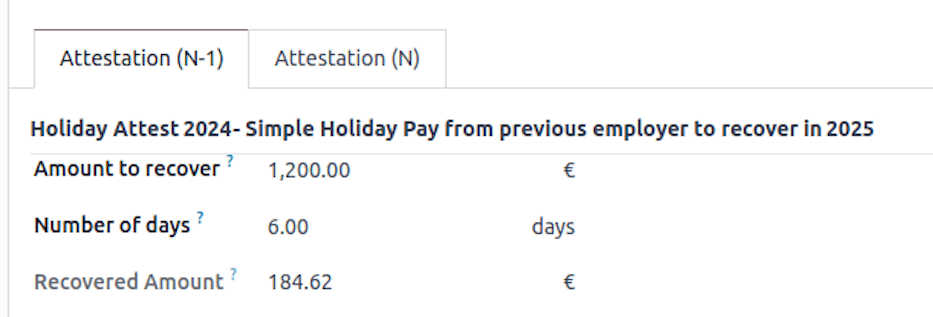 Attestation (N-1) Attestation (N)
Holiday Attest 2024- Simple Holiday Pay from previous employer to recover in 2025
Amount to recover ? 1,200.00 €
Number of days ? 6.00 days
Recovered Amount ? 184.62 €